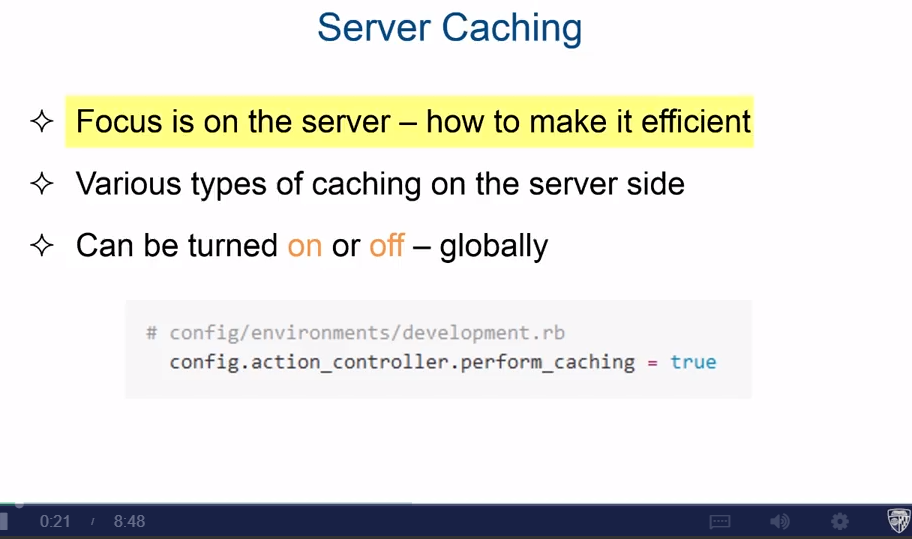 Server Caching
Focus is on the server – how to make it efficient
Various types of caching on the server side
Can be turned on or off – globally
# config/environments/development.rb
config.action_controller.perform_caching = true
0:21 / 8:48